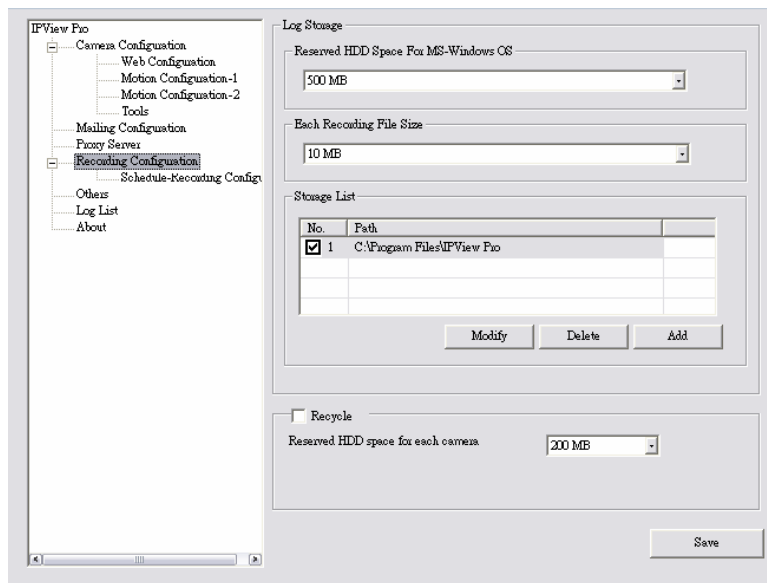 IPView Pro
Camera Configuration
Web Configuration
Motion Configuration-1
Motion Configuration-2
Tools
Mailing Configuration
Proxy Server
Recording Configuration
Schedule-Recording Configu
Others
Log List
About
Log Storage
Reserved HDD Space For MS-Windows OS
500 MB
Each Recording File Size
10 MB
Storage List
No. Path
1 C:\Program Files\IPView Pro
Modify Delete Add
Recycle
Reserved HDD space for each camera 200 MB
Save